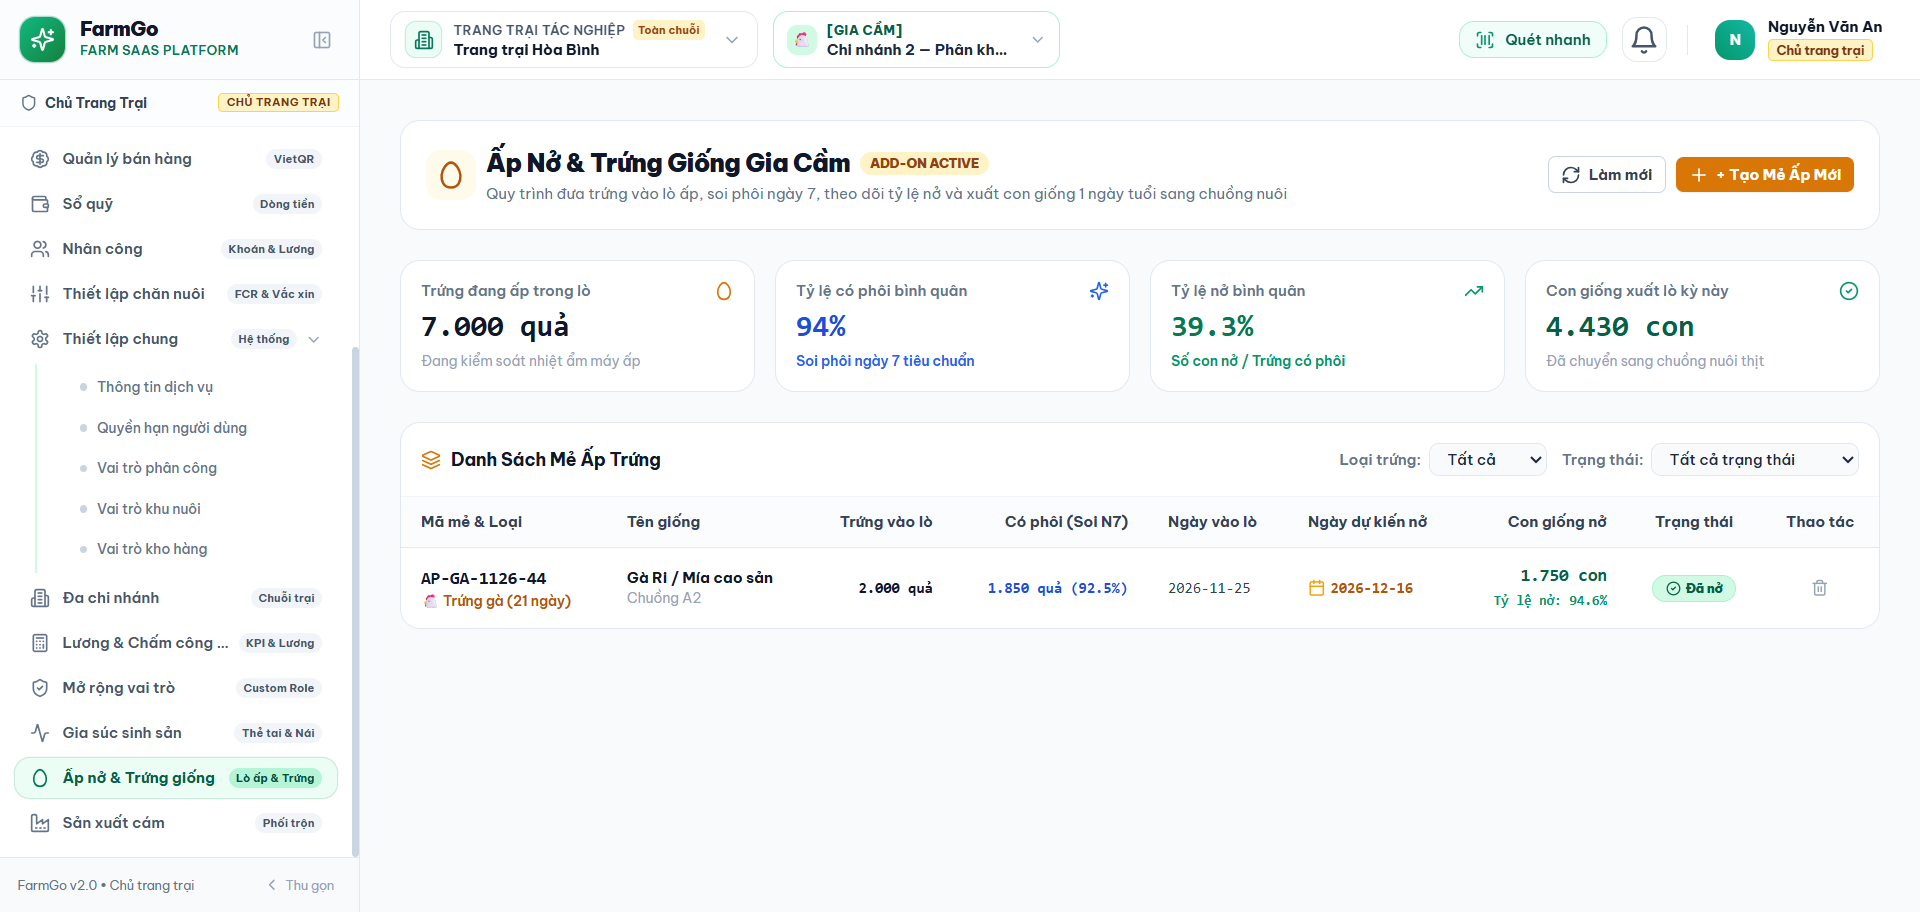 FarmGo
FARM SAAS PLATFORM
TRANG TRẠI TÁC NGHIỆP Toàn chuỗi
Trang trại Hòa Bình
[GIA CẦM]
Chi nhánh 2 — Phân kh...
Quét nhanh
N
Nguyễn Văn An
Chủ trang trại
Chủ Trang Trại CHỦ TRANG TRẠI
Quản lý bán hàng VietQR
Sổ quỹ Dòng tiền
Nhân công Khoán & Lương
Thiết lập chăn nuôi FCR & Vắc xin
Thiết lập chung Hệ thống
Thông tin dịch vụ
Quyền hạn người dùng
Vai trò phân công
Vai trò khu nuôi
Vai trò kho hàng
Đa chi nhánh Chuỗi trại
Lương & Chấm công ... KPI & Lương
Mở rộng vai trò Custom Role
Gia súc sinh sản Thẻ tai & Nái
Ấp nở & Trứng giống Lò ấp & Trứng
Sản xuất cám Phối trộn
FarmGo v2.0 • Chủ trang trại Thu gọn
Ấp Nở & Trứng Giống Gia Cầm ADD-ON ACTIVE
Quy trình đưa trứng vào lò ấp, soi phôi ngày 7, theo dõi tỷ lệ nở và xuất con giống 1 ngày tuổi sang chuồng nuôi
Làm mới
+ Tạo Mẻ Ấp Mới
Trứng đang ấp trong lò
7.000 quả
Đang kiểm soát nhiệt ẩm máy ấp
Tỷ lệ có phôi bình quân
94%
Soi phôi ngày 7 tiêu chuẩn
Tỷ lệ nở bình quân
39.3%
Số con nở / Trứng có phôi
Con giống xuất lò kỳ này
4.430 con
Đã chuyển sang chuồng nuôi thịt
Danh Sách Mẻ Ấp Trứng
Loại trứng: Tất cả Trạng thái: Tất cả trạng thái
Mã mẻ & Loại Tên giống Trứng vào lò Có phôi (Soi N7) Ngày vào lò Ngày dự kiến nở Con giống nở Trạng thái Thao tác
AP-GA-1126-44
Trứng gà (21 ngày)
Gà Ri / Mía cao sản
Chuồng A2
2.000 quả
1.850 quả (92.5%)
2026-11-25
2026-12-16
1.750 con
Tỷ lệ nở: 94.6%
Đã nở